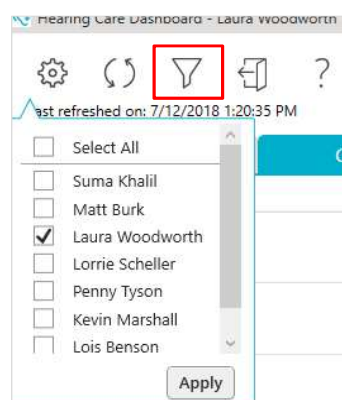 Hearing Care Dashboard - Laura Woodworth
?
ast refreshed on: 7/12/2018 1:20:35 PM
Select All
Suma Khalil
Matt Burk
Laura Woodworth
Lorrie Scheller
Penny Tyson
Kevin Marshall
Lois Benson
Apply